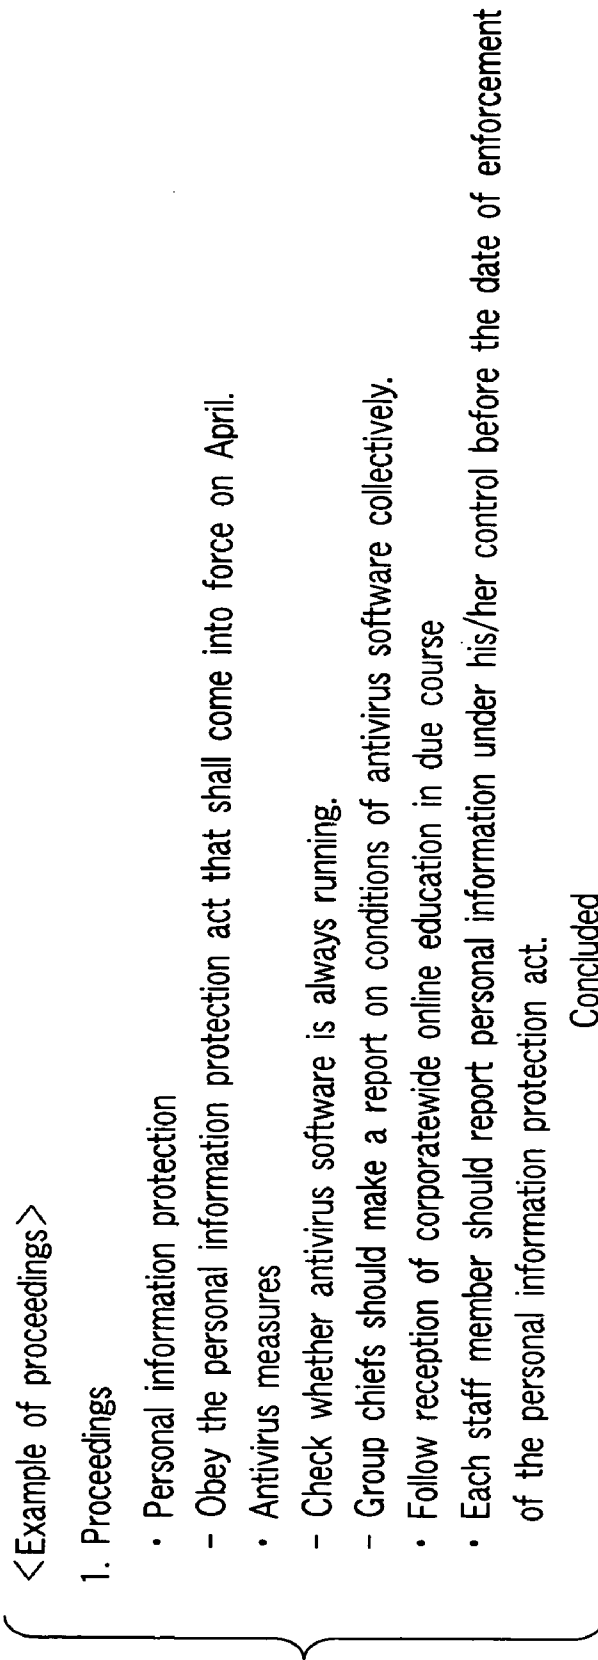 <Example of proceedings>
1. Proceedings
・Personal information protection
- Obey the personal information protection act that shall come into force on April.
・Antivirus measures
- Check whether antivirus software is always running.
- Group chiefs should make a report on conditions of antivirus software collectively.
・Follow reception of corporatewide online education in due course
・Each staff member should report personal information under his/her control before the date of enforcement
of the personal information protection act.
Concluded